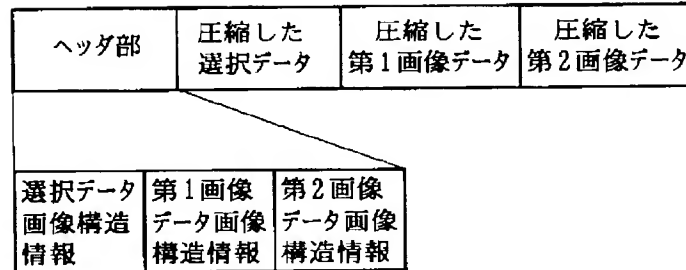 ヘッダ部
圧縮した
選択データ
圧縮した
第1画像データ
圧縮した
第2画像データ
選択データ
画像構造
情報
第1画像
データ画像
構造情報
第2画像
データ画像
構造情報